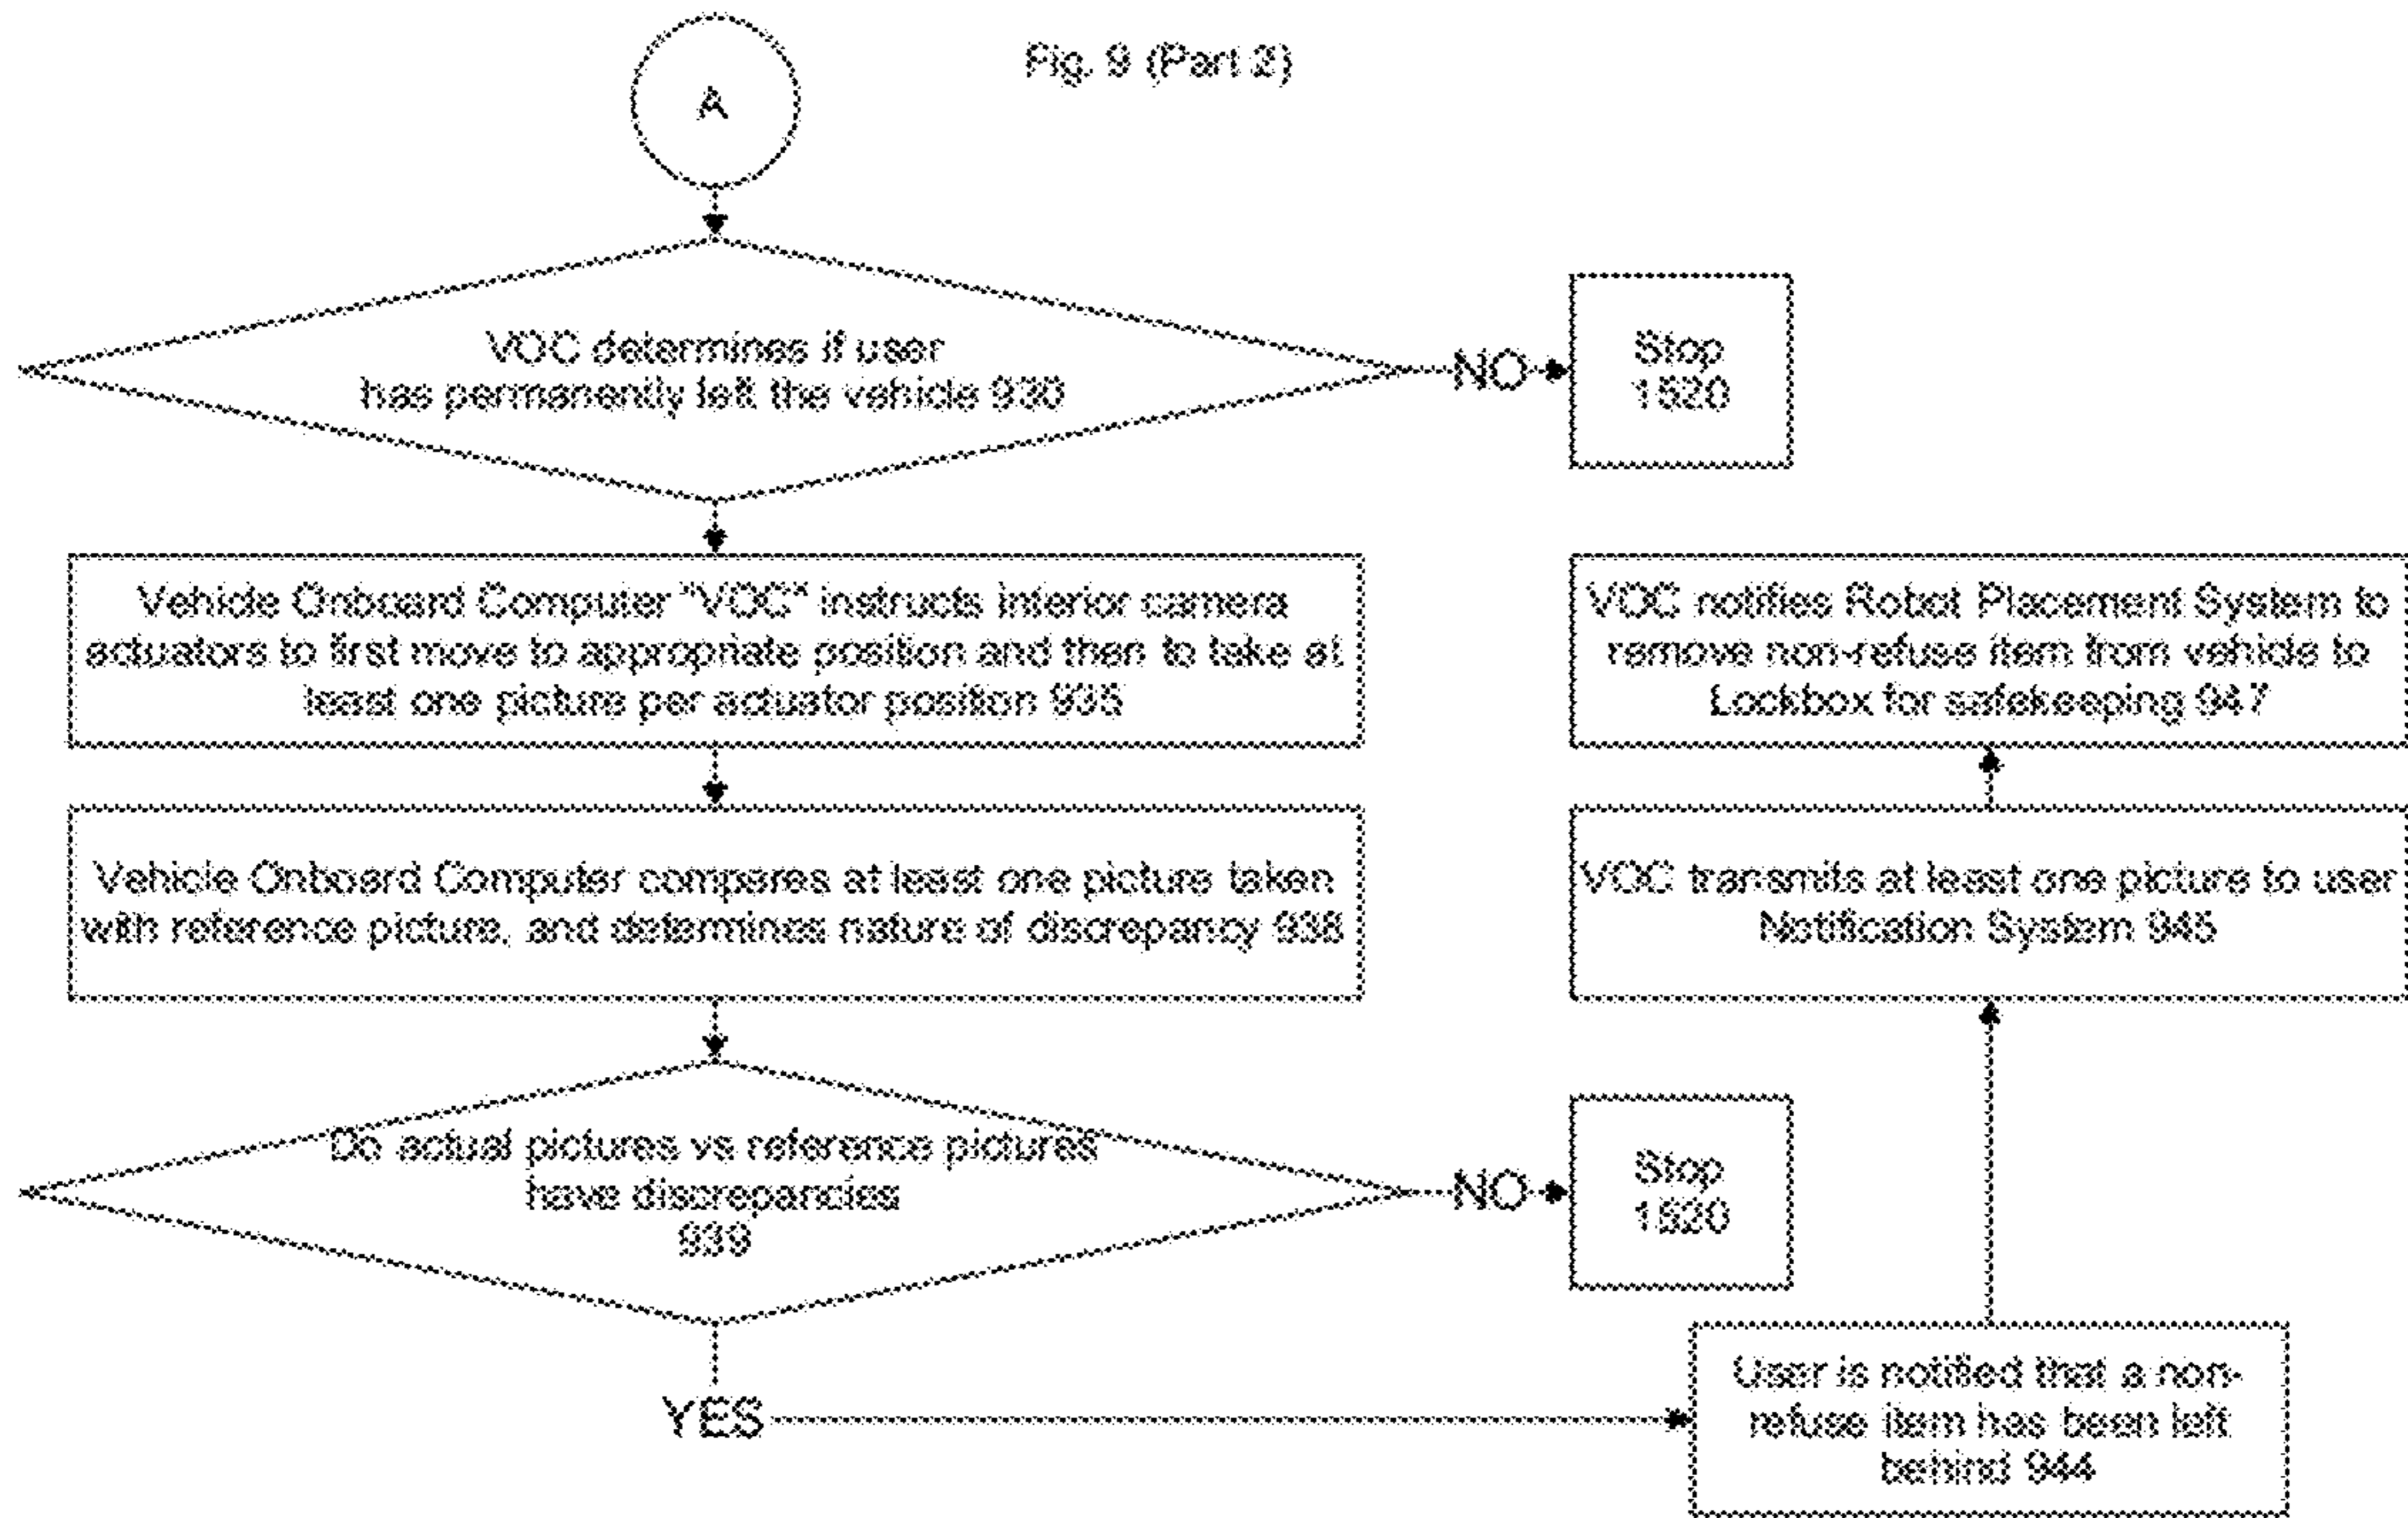 Fig. 9 (Part 2)
A
VOC determines if user
has permanently left the vehicle 930
NO
Stop
1520
Vehicle Onboard Computer "VOC" instructs interior camera
actuators to first move to appropriate position and then to take at
least one picture per actuator position 935
Vehicle Onboard Computer compares at least one picture taken
with reference picture, and determines nature of discrepancy 938
Do actual pictures vs reference pictures
have discrepancies
939
NO
Stop
1520
YES
User is notified that a non-
refuse item has been left
behind 944
VOC transmits at least one picture to user
Notification System 945
VOC notifies Robot Placement System to
remove non-refuse item from vehicle to
Lockbox for safekeeping 947